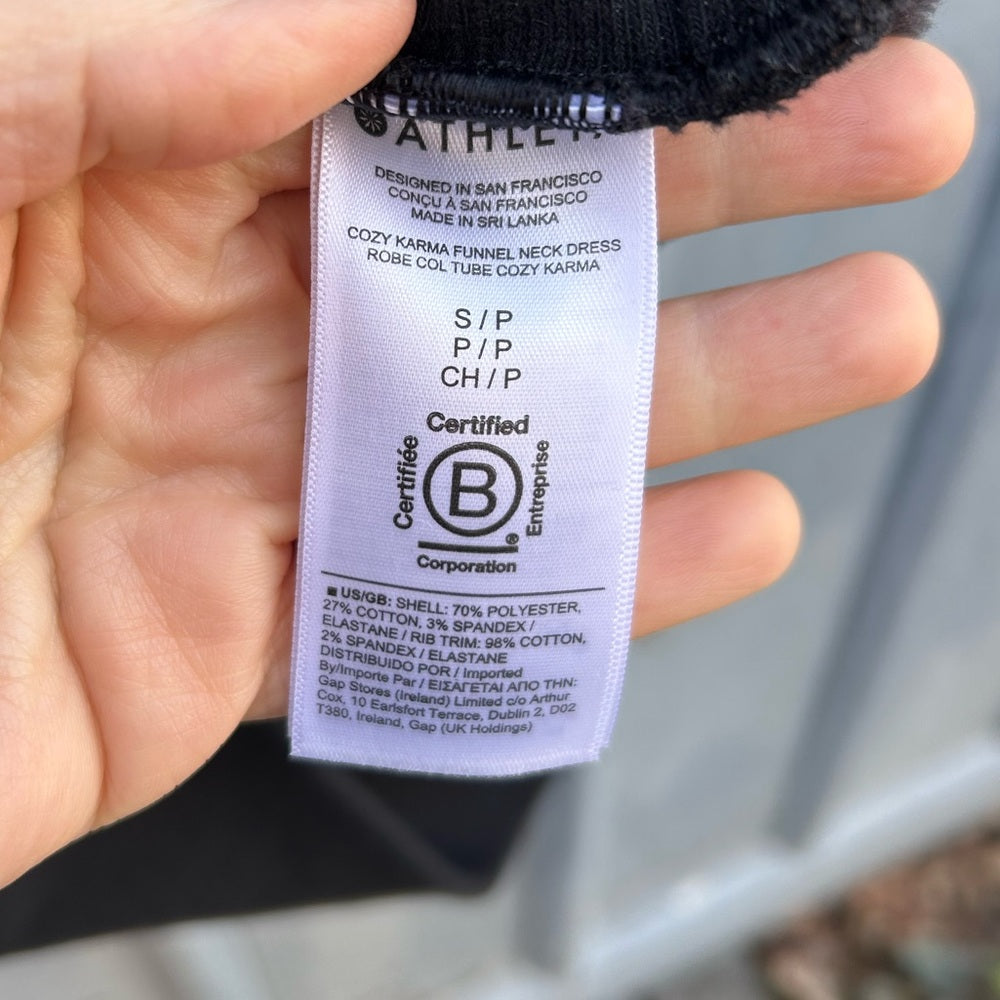 ATHLETA
DESIGNED IN SAN FRANCISCO
CONÇU À SAN FRANCISCO
MADE IN SRI LANKA
COZY KARMA FUNNEL NECK DRESS
ROBE COL TUBE COZY KARMA
S / P
P / P
CH / P
Certified
Certifiée
B
Entreprise
®
Corporation
■ US/GB: SHELL: 70% POLYESTER,
27% COTTON, 3% SPANDEX /
ELASTANE / RIB TRIM: 98% COTTON,
2% SPANDEX / ELASTANE
DISTRIBUIDO POR / Imported
By/Importe Par / ΕΙΣΑΓΕΤΑΙ ΑΠΟ ΤΗΝ:
Gap Stores (Ireland) Limited c/o Arthur
Cox, 10 Earlsfort Terrace, Dublin 2, D02
T380, Ireland, Gap (UK Holdings)